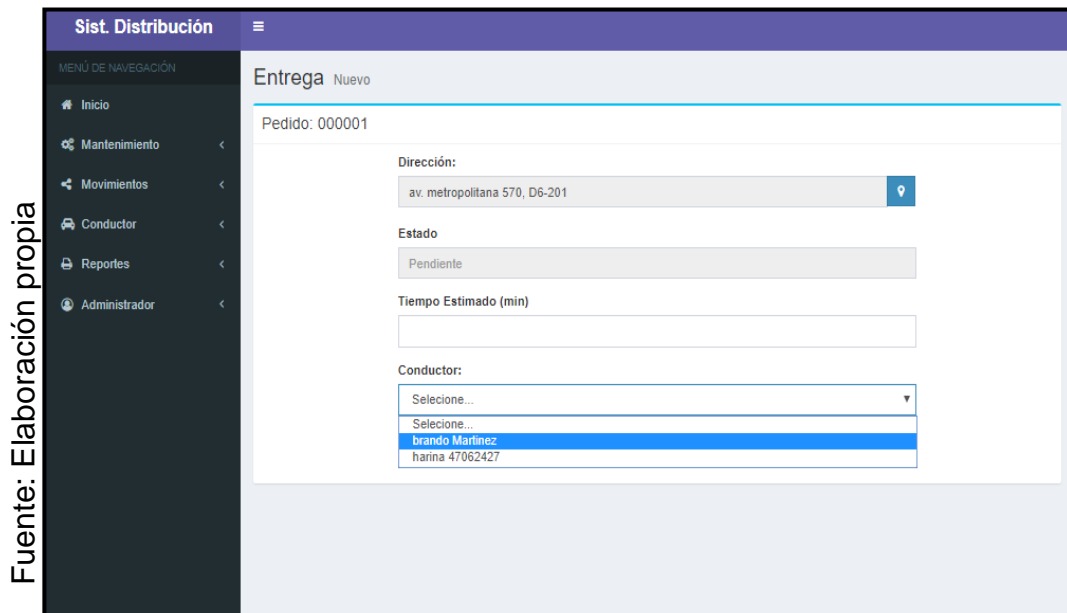 Sist. Distribución
MENÚ DE NAVEGACIÓN
Inicio
Mantenimiento
Movimientos
Conductor
Reportes
Administrador
Entrega Nuevo
Pedido: 000001
Dirección:
av. metropolitana 570, D6-201
Estado
Pendiente
Tiempo Estimado (min)
Conductor:
Selecione...
Selecione...
brando Martinez
harina 47062427
Fuente: Elaboración propia